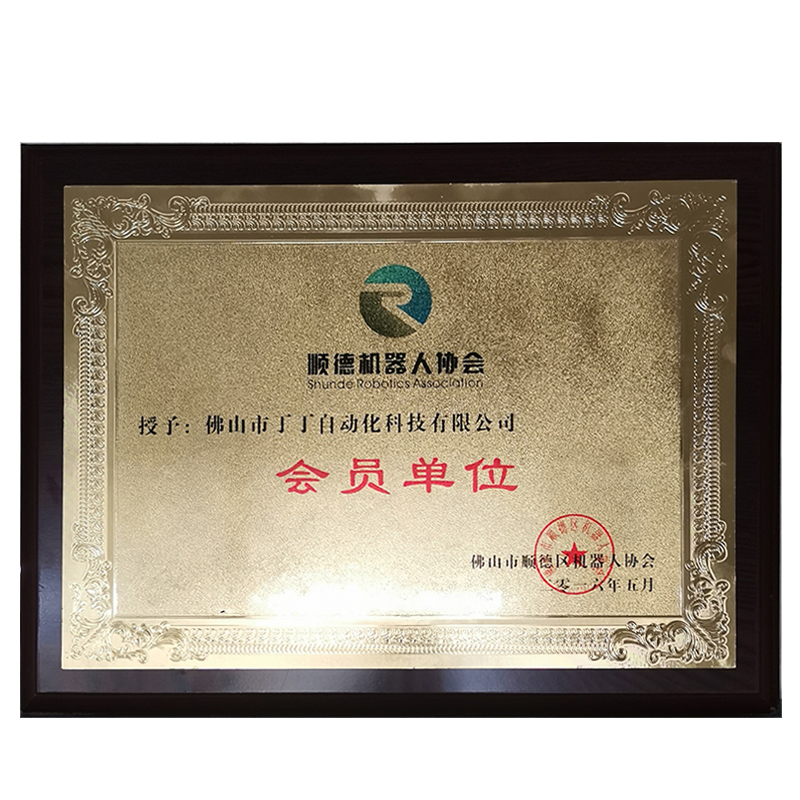 顺德机器人协会
Shunde Robotics Association
授予：佛山市丁丁自动化科技有限公司
会员单位
佛山市顺德区机器人协会
二零一六年五月